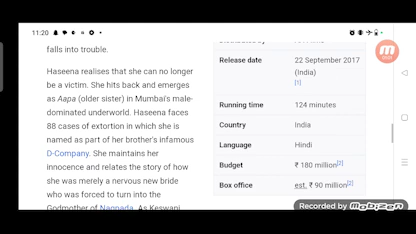 11:20
falls into trouble.
Haseena realises that she can no longer
be a victim. She hits back and emerges
as Aapa (older sister) in Mumbai's male-
dominated underworld. Haseena faces
88 cases of extortion in which she is
named as part of her brother's infamous
D-Company. She maintains her
innocence and relates the story of how
she was merely a nervous new bride
who was forced to turn into the
Godmother of Nagpada. As Keswani
Release date 22 September 2017
(India)
[1]
Running time 124 minutes
Country India
Language Hindi
Budget ₹ 180 million[2]
Box office est. ₹ 90 million[2]
Recorded by mobizen